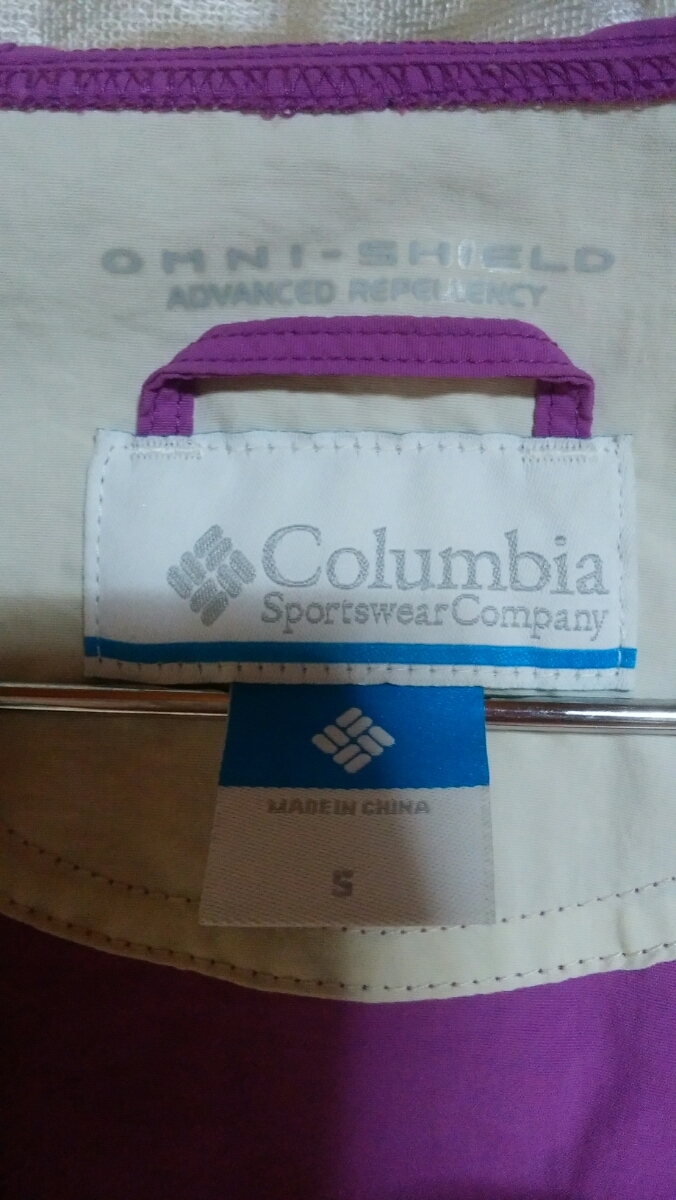 OMNI-SHIELD
ADVANCED REPELLENCY
Columbia
Sportswear Company
MADE IN CHINA
S